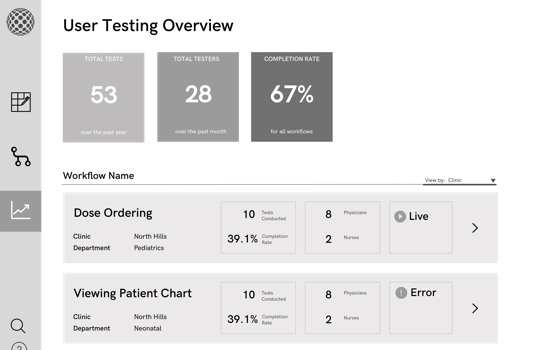 User Testing Overview
TOTAL TESTS
53
over the past year
TOTAL TESTERS
28
over the past month
COMPLETION RATE
67%
for all workflows
Workflow Name
View by: Clinic
Dose Ordering
Clinic North Hills
Department Pediatrics
10 Tests Conducted
39.1% Completion Rate
8 Physicians
2 Nurses
Live
Viewing Patient Chart
Clinic North Hills
Department Neonatal
10 Tests Conducted
39.1% Completion Rate
8 Physicians
2 Nurses
! Error
?